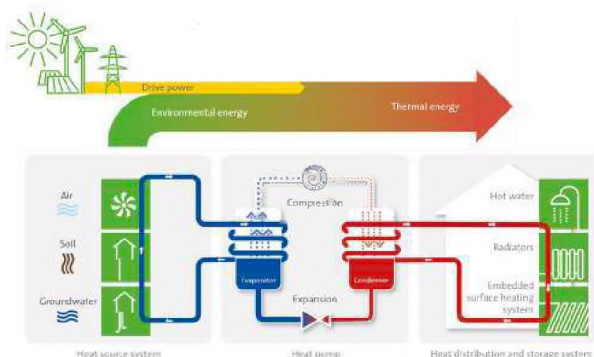 Drive power
Environmental energy
Thermal energy
Air
Soil
Groundwater
Compression
Evaporator
Condenser
Expansion
Hot water
Radiators
Embedded
surface heating
system
Heat source system
Heat pump
Heat distribution and storage system